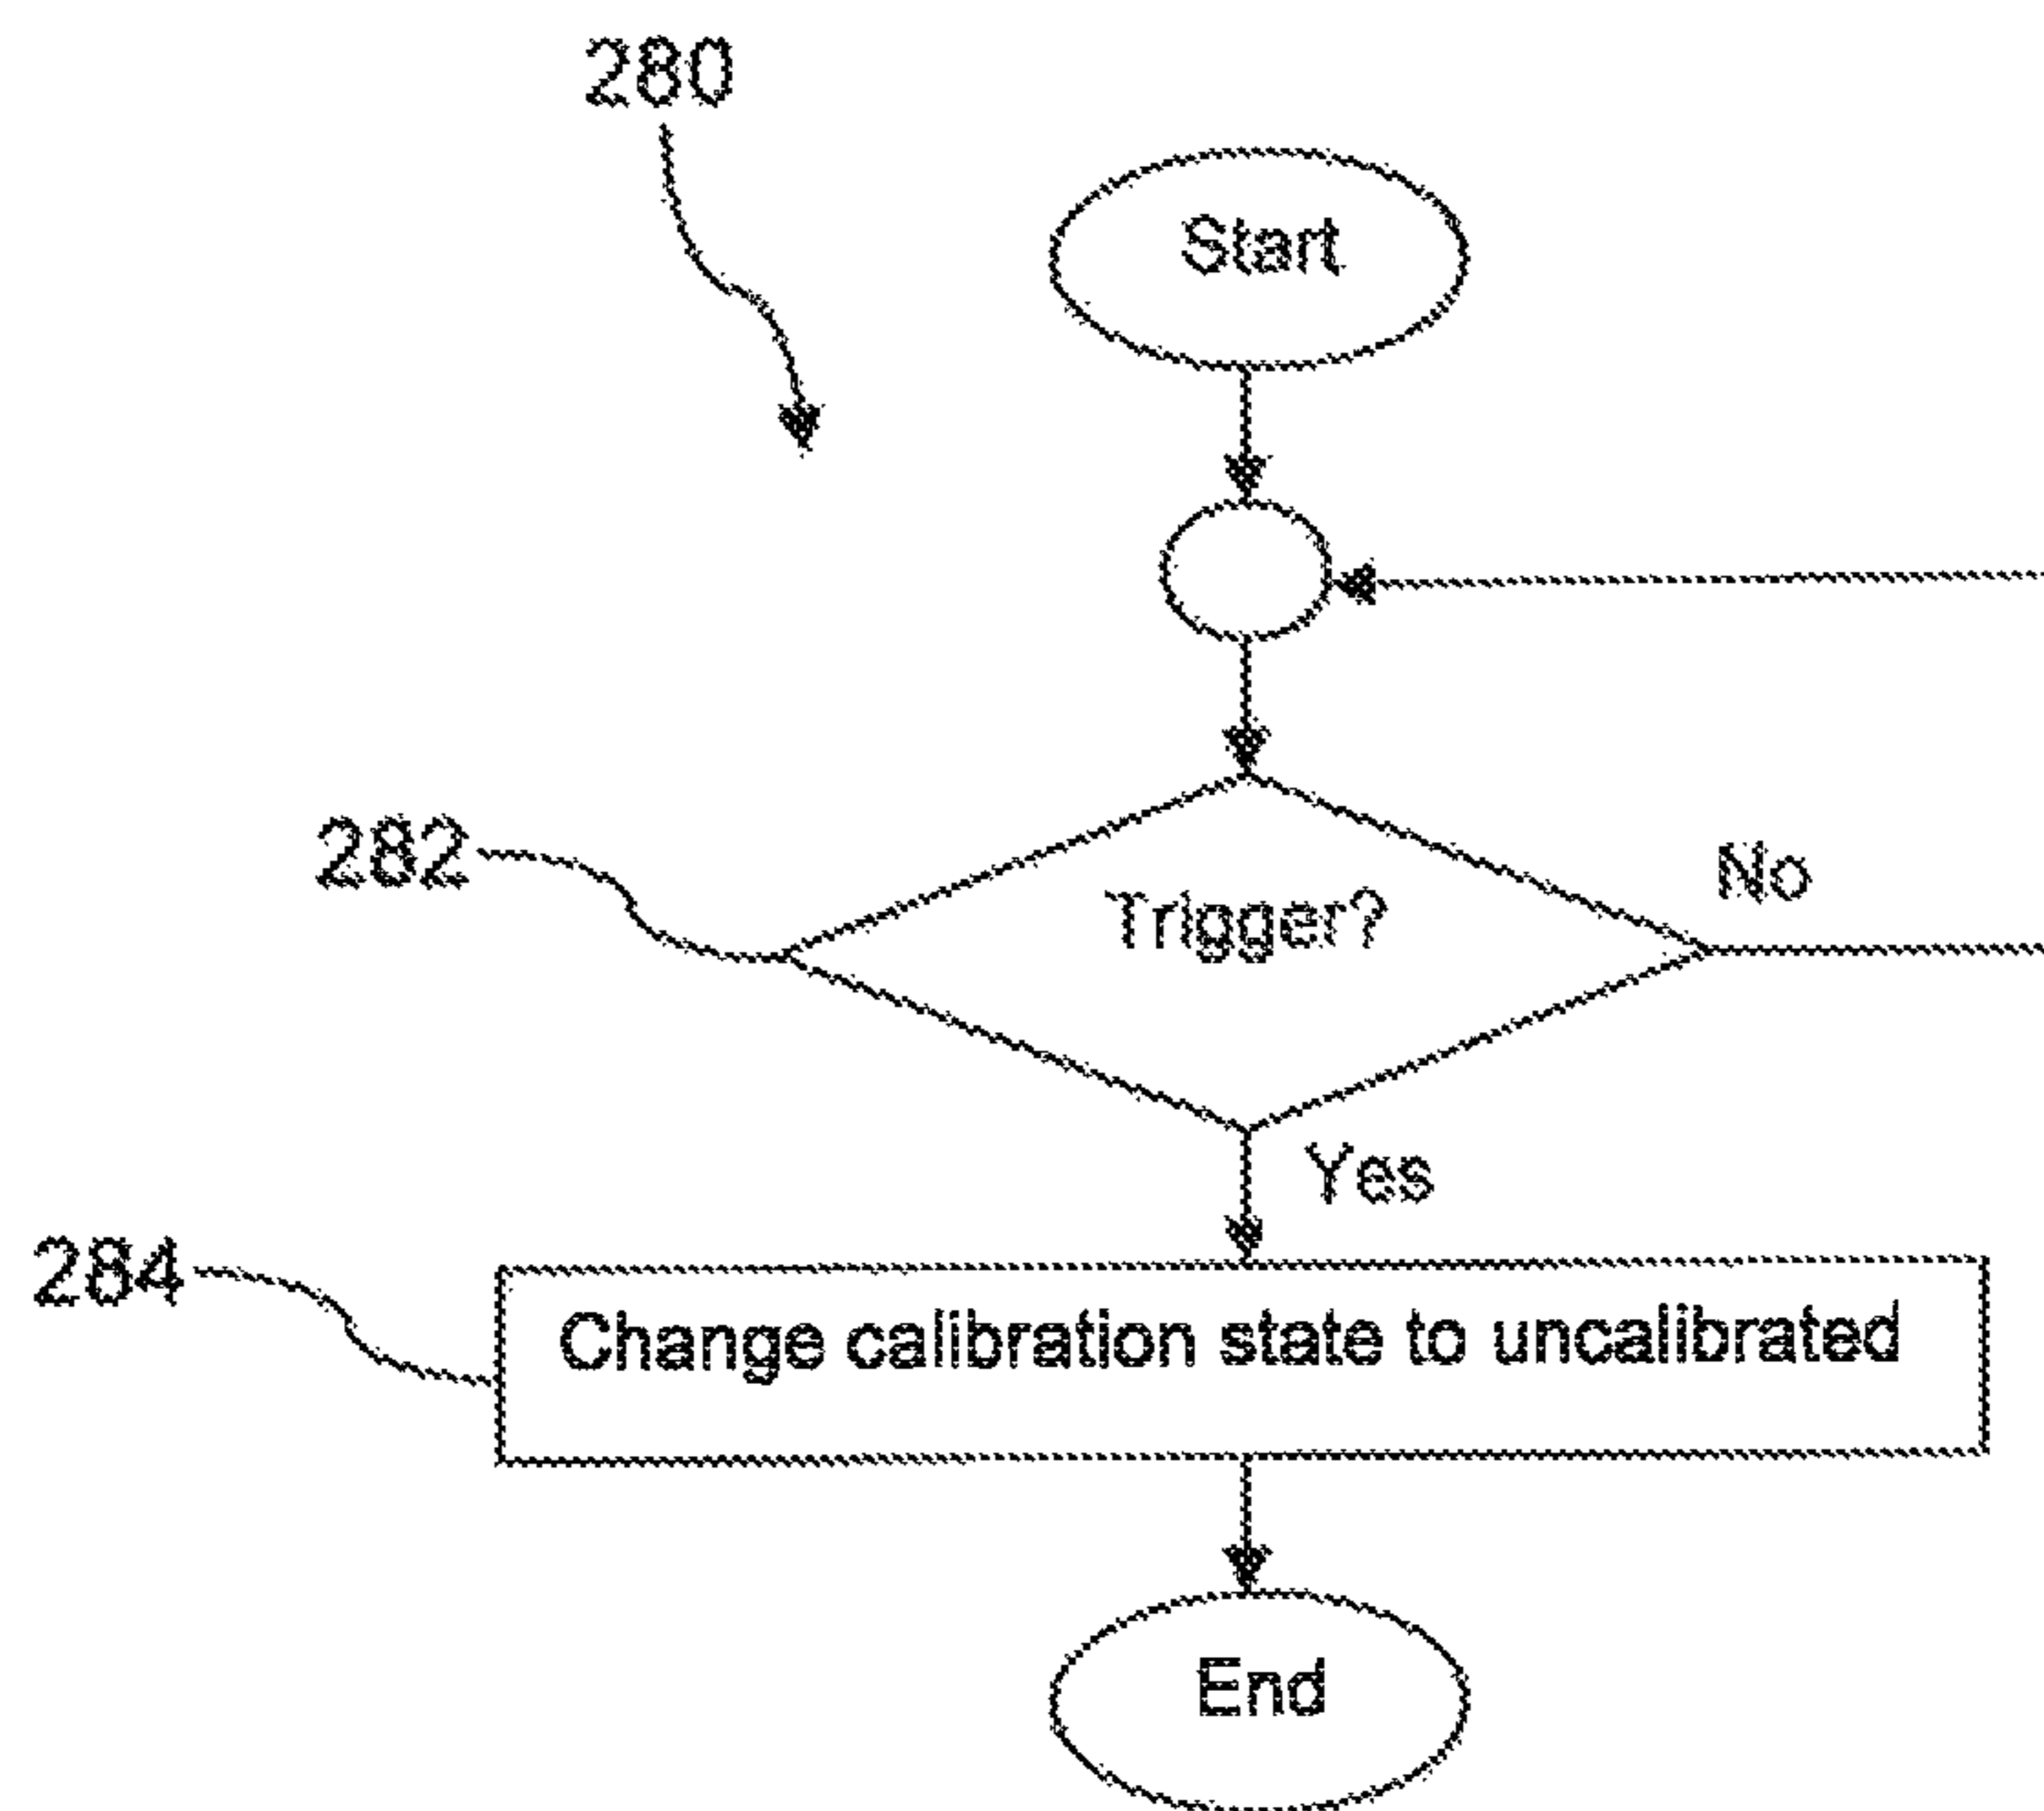 280
Start
282
Trigger?
No
Yes
284
Change calibration state to uncalibrated
End